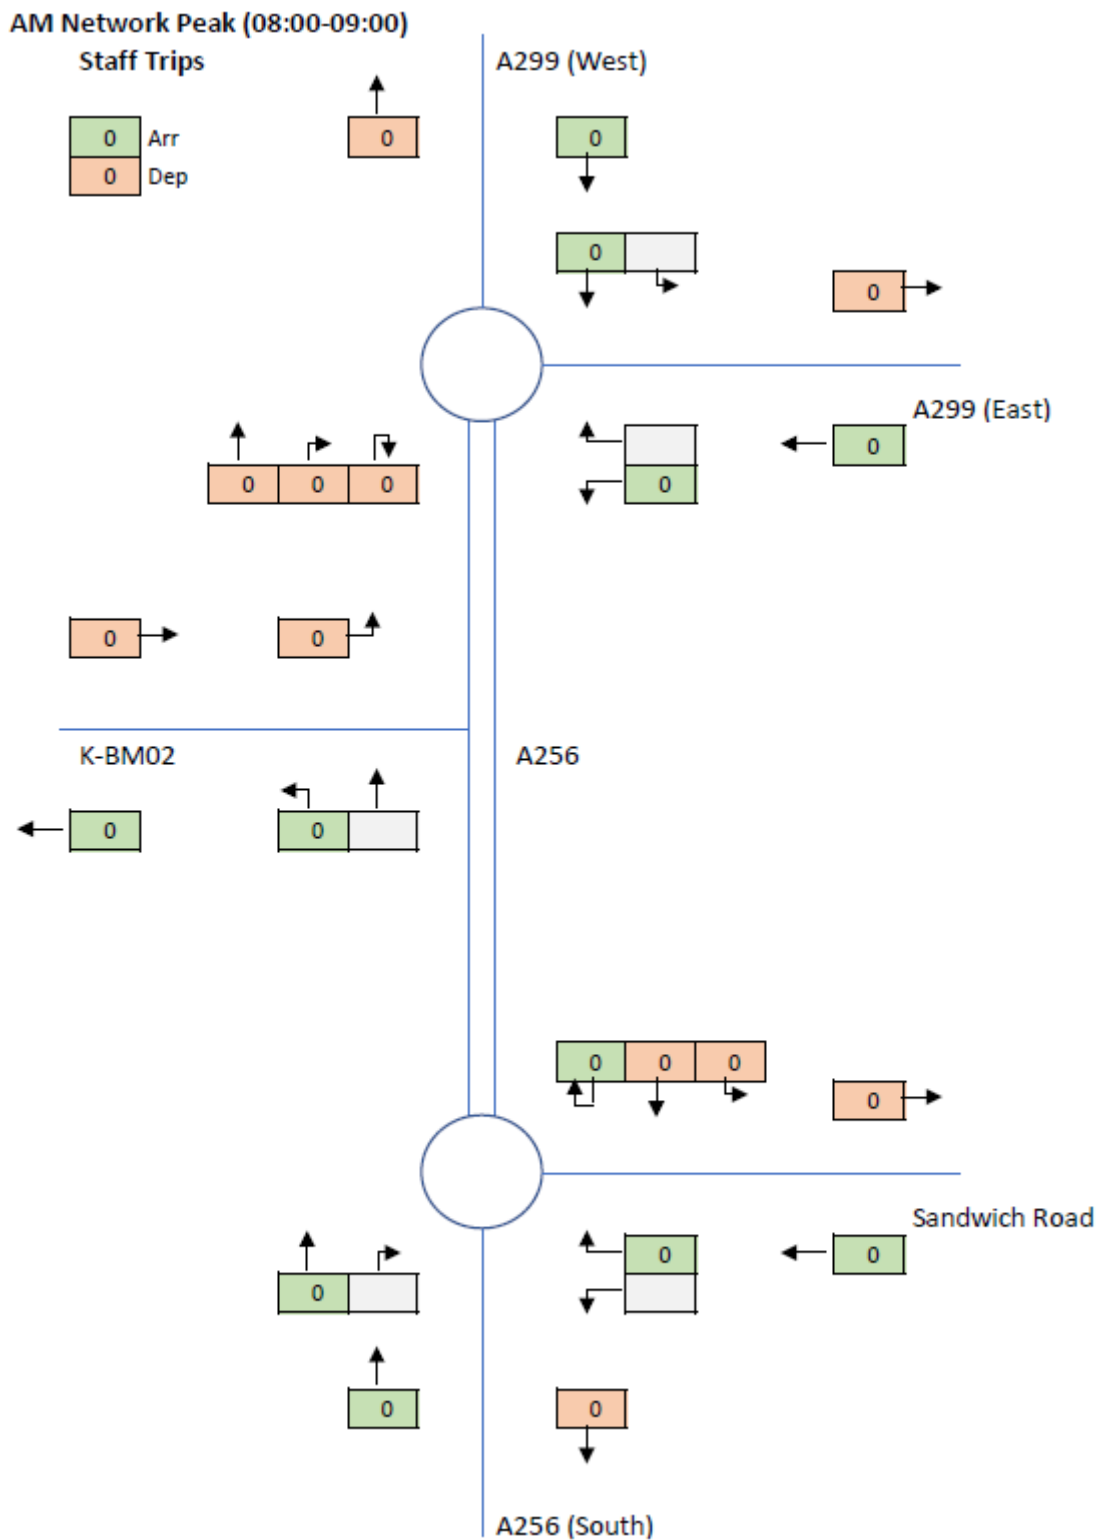 AM Network Peak (08:00-09:00)
Staff Trips
A299 (West)
0 Arr
0 Dep
0
0
0
0
A299 (East)
0
0 0 0
0
0
0
K-BM02
A256
0
0
0 0 0
0
Sandwich Road
0
0
0
0
0
A256 (South)